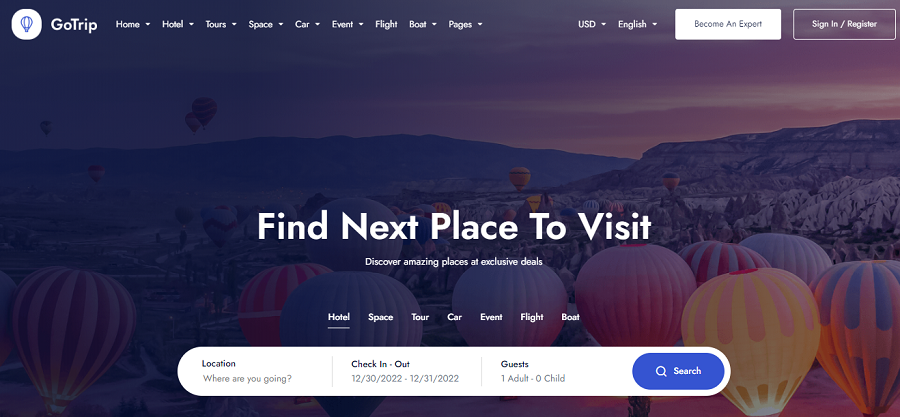 GoTrip Home Hotel Tours Space Car Event Flight Boat Pages USD English Become An Expert Sign In / Register
Find Next Place To Visit
Discover amazing places at exclusive deals
Hotel Space Tour Car Event Flight Boat
Location Check In - Out Guests
Where are you going? 12/30/2022 - 12/31/2022 1 Adult - 0 Child
Search